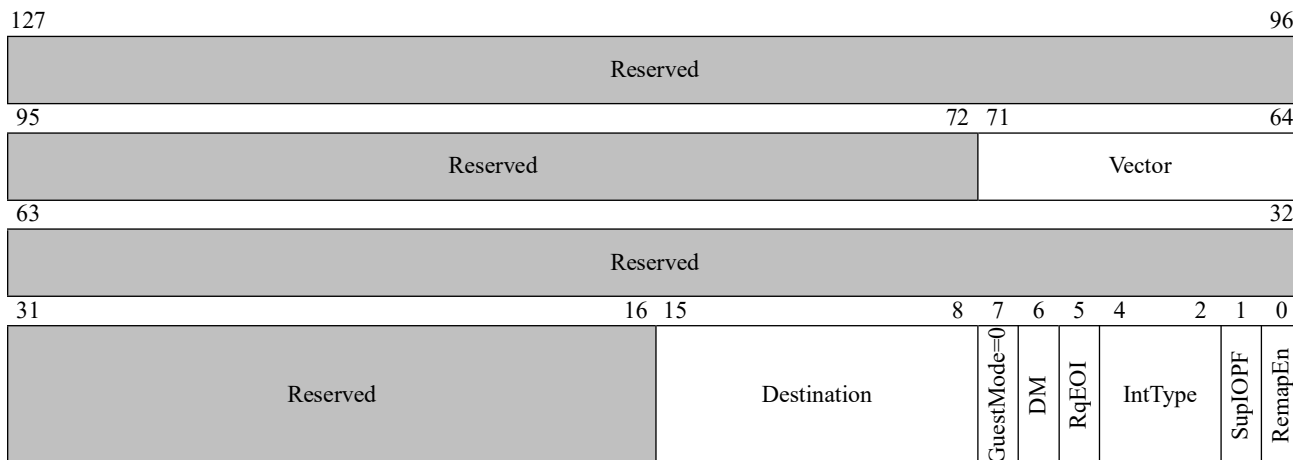 127 96
Reserved
95 72 71 64
Reserved Vector
63 32
Reserved
31 16 15 8 7 6 5 4 2 1 0
Reserved Destination GuestMode=0 DM RqEOI IntType SupIOPF RemapEn